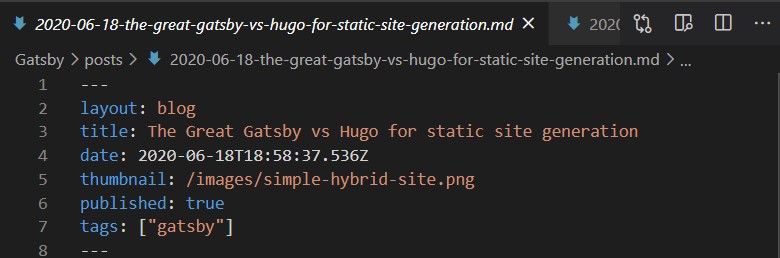 2020-06-18-the-great-gatsby-vs-hugo-for-static-site-generation.md
202
Gatsby > posts > 2020-06-18-the-great-gatsby-vs-hugo-for-static-site-generation.md > ...
1 ---
2 layout: blog
3 title: The Great Gatsby vs Hugo for static site generation
4 date: 2020-06-18T18:58:37.536Z
5 thumbnail: /images/simple-hybrid-site.png
6 published: true
7 tags: ["gatsby"]
8 ---